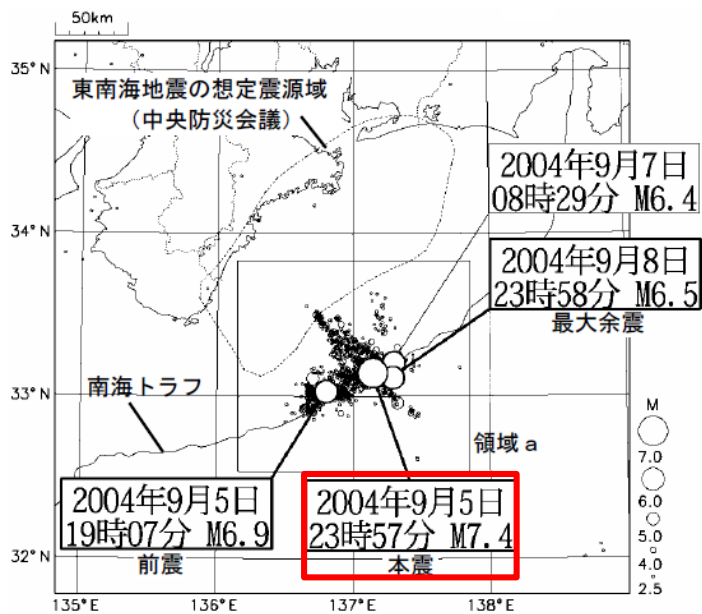 50km
35°N
東南海地震の想定震源域
（中央防災会議）
2004年9月7日
08時29分 M6.4
34°N
2004年9月8日
23時58分 M6.5
最大余震
33°N
南海トラフ
領域a
M
7.0
6.0
5.0
4.0
2.5
2004年9月5日
19時07分 M6.9
前震
2004年9月5日
23時57分 M7.4
本震
32°N
135°E
136°E
137°E
138°E